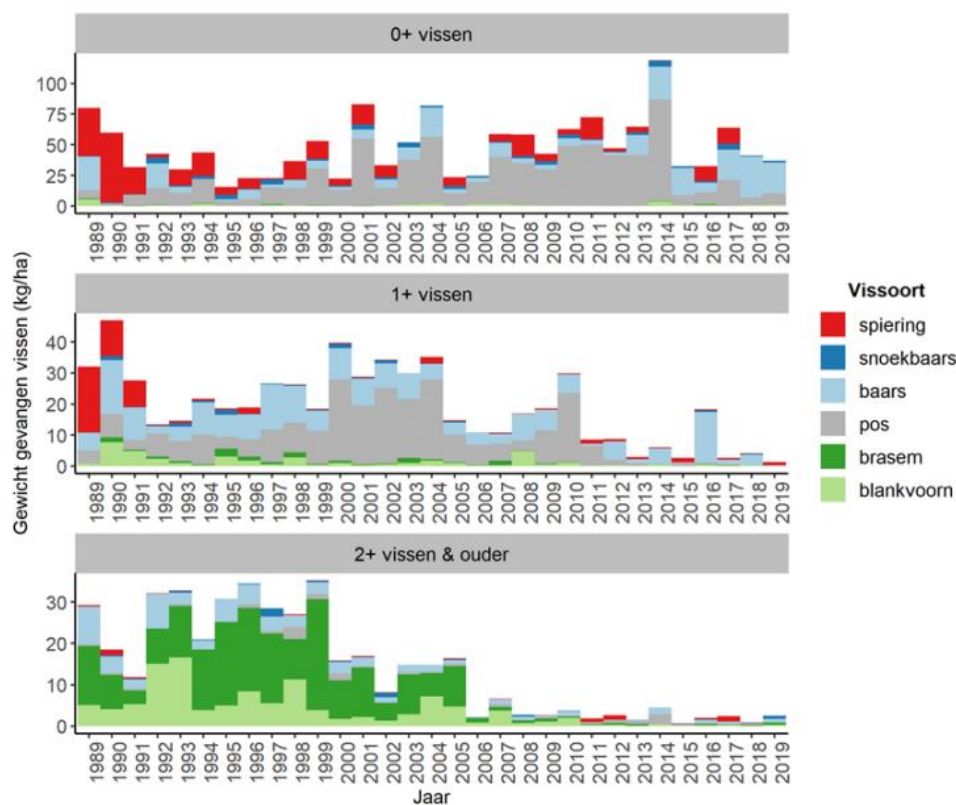 0+ vissen
100
75
50
25
0
1989 1990 1991 1992 1993 1994 1995 1996 1997 1998 1999 2000 2001 2002 2003 2004 2005 2006 2007 2008 2009 2010 2011 2012 2013 2014 2015 2016 2017 2018 2019
1+ vissen
40
30
20
10
0
1989 1990 1991 1992 1993 1994 1995 1996 1997 1998 1999 2000 2001 2002 2003 2004 2005 2006 2007 2008 2009 2010 2011 2012 2013 2014 2015 2016 2017 2018 2019
2+ vissen & ouder
30
20
10
0
1989 1990 1991 1992 1993 1994 1995 1996 1997 1998 1999 2000 2001 2002 2003 2004 2005 2006 2007 2008 2009 2010 2011 2012 2013 2014 2015 2016 2017 2018 2019
Jaar
Gewicht gevangen vissen (kg/ha)
Vissoort
spiering
snoekbaars
baars
pos
brasem
blankvoorn